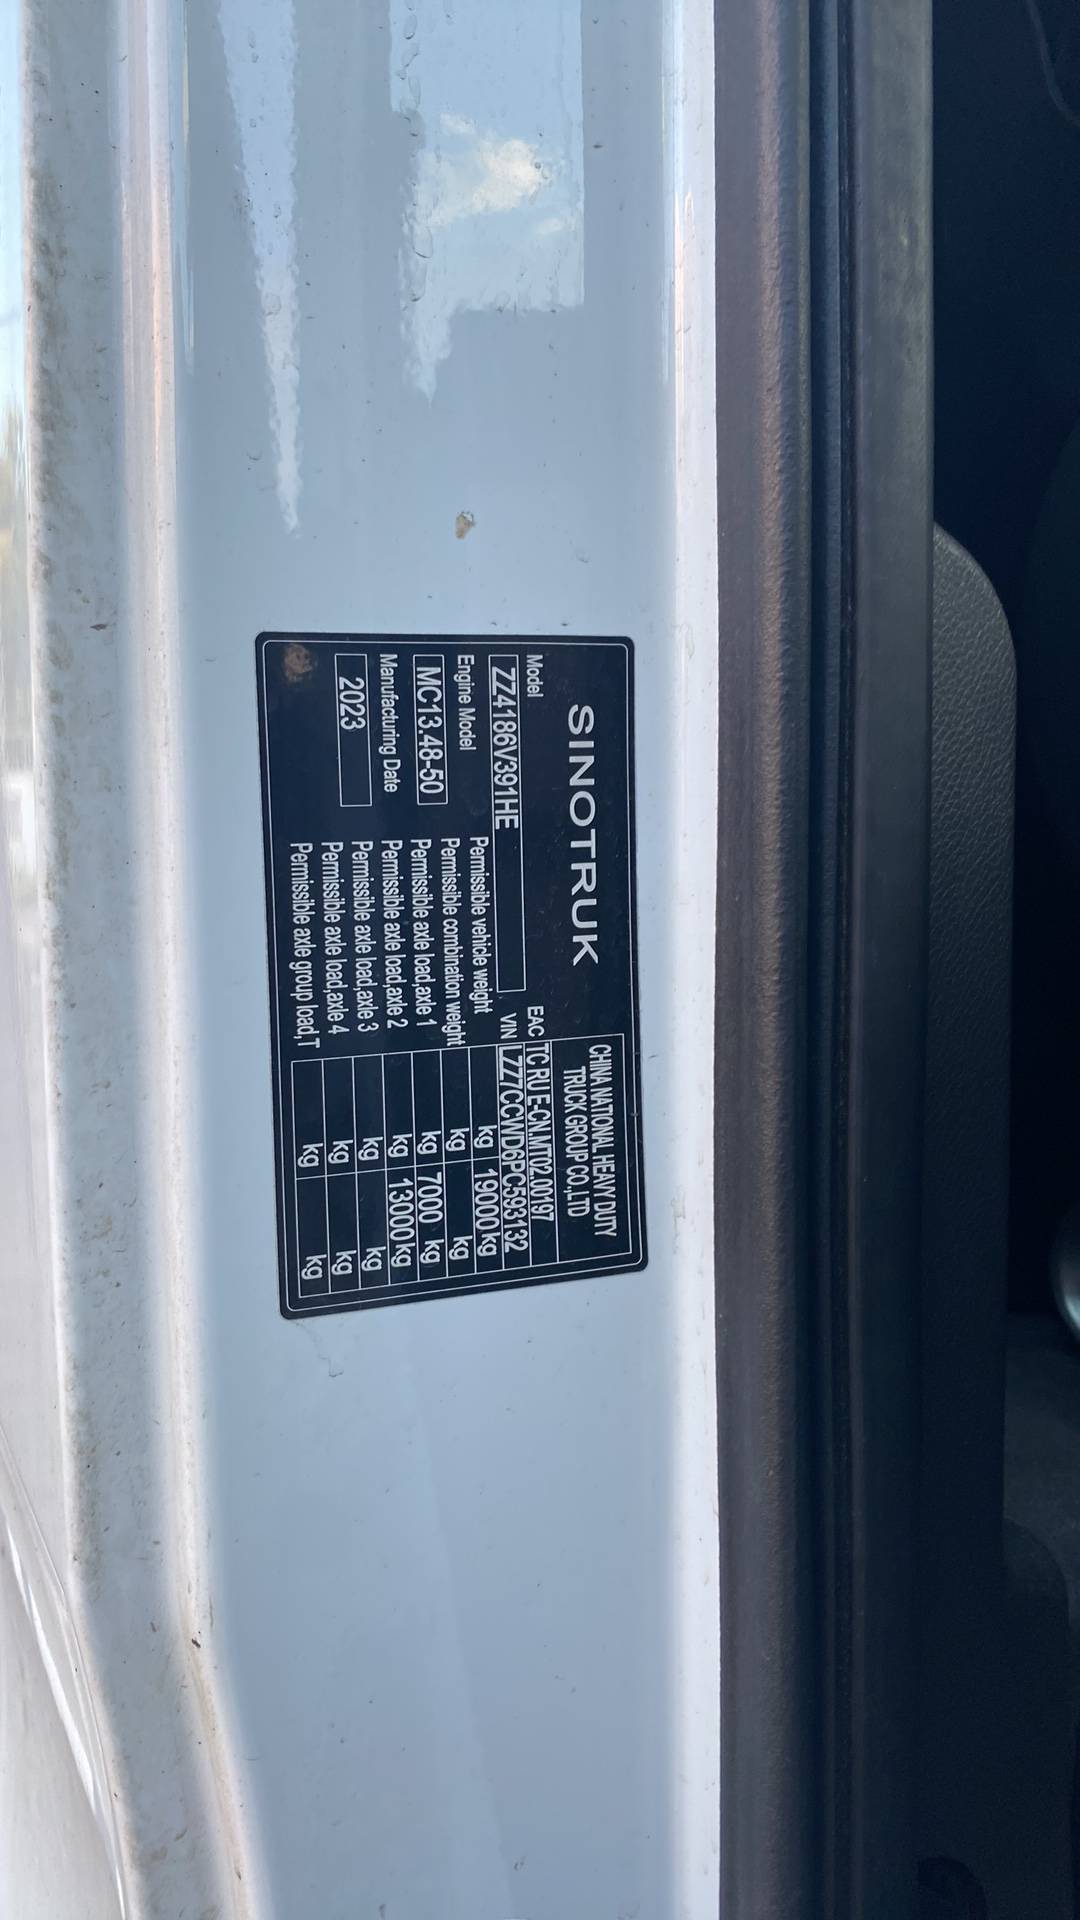 SINOTRUK
CHINA NATIONAL HEAVY DUTY
TRUCK GROUP CO.,LTD
Model
ZZ4186V391HE
EAC TC RU E-CN.MT02.00197
VIN LZZ7CCWD6PC593132
Engine Model
MC13.48-50
Manufacturing Date
2023
Permissible vehicle weight kg 19000 kg
Permissible combination weight kg kg
Permissible axle load,axle 1 kg 7000 kg
Permissible axle load,axle 2 kg 13000 kg
Permissible axle load,axle 3 kg kg
Permissible axle load,axle 4 kg kg
Permissible axle group load,T kg kg